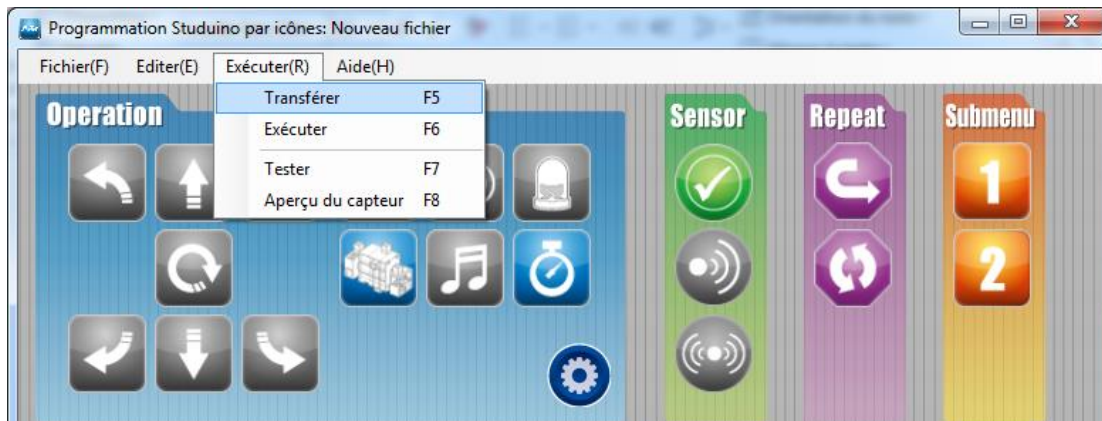 Programmation Studuino par icônes: Nouveau fichier
Fichier(F) Editer(E) Exécuter(R) Aide(H)
Transférer F5
Exécuter F6
Tester F7
Aperçu du capteur F8
Operation
Sensor
Repeat
Submenu
1
2